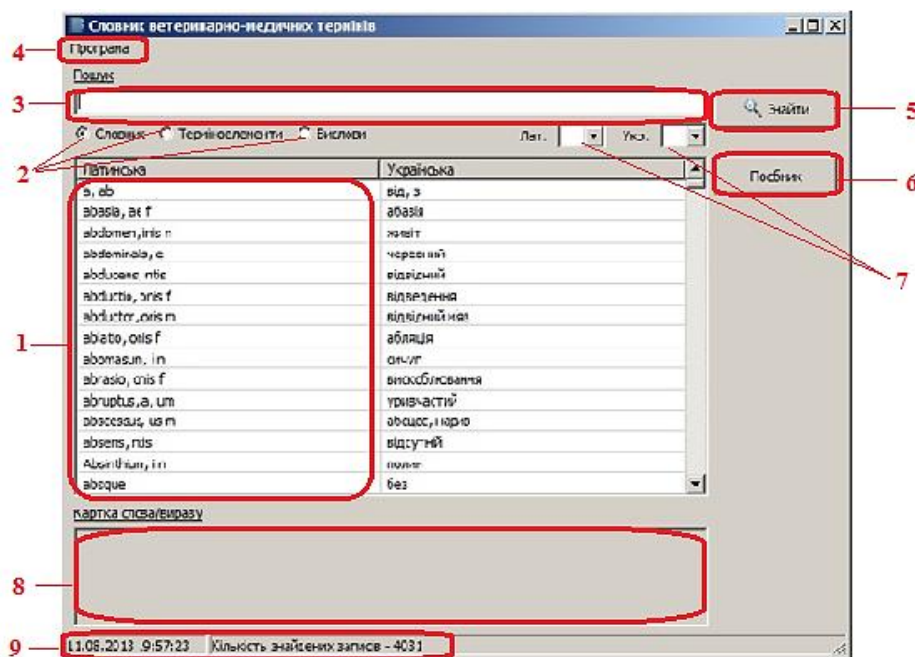 Словник ветеринарно-медичних термінів
4 Програма
Пошук
3
5 Знайти
Словник Терміноелементи Вислови Лат. Укр.
2
Латинська Українська
6 Посібник
a, ab від, з
abasia, ae f абазія
abdomen, inis n живіт
abdominalis, e черевний
7
abducens, ntis відвідний
abductio, onis f відведення
abductor, oris m відвідний м'яз
1
ablatio, onis f абляція
abomasum, i n сичуг
abrasio, onis f вискоблювання
abruptus, a, um уривчастий
abscessus, us m абсцес, нарив
absens, ntis відсутній
Absinthium, i n полин
absque без
Картка слова/виразу
8
9
11.08.2013 Кількість знайдених записів - 4031